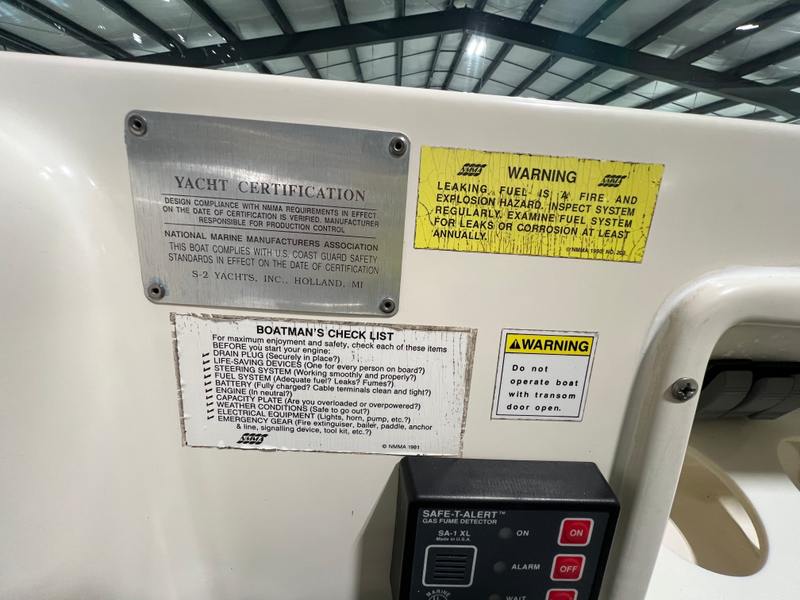 YACHT CERTIFICATION
DESIGN COMPLIANCE WITH NMMA REQUIREMENTS IN EFFECT
ON THE DATE OF CERTIFICATION IS VERIFIED. MANUFACTURER
RESPONSIBLE FOR PRODUCTION CONTROL
NATIONAL MARINE MANUFACTURERS ASSOCIATION
THIS BOAT COMPLIES WITH U.S. COAST GUARD SAFETY
STANDARDS IN EFFECT ON THE DATE OF CERTIFICATION
S-2 YACHTS, INC., HOLLAND, MI
NMMA WARNING NMMA
LEAKING FUEL IS A FIRE AND
EXPLOSION HAZARD. INSPECT SYSTEM
REGULARLY. EXAMINE FUEL SYSTEM
FOR LEAKS OR CORROSION AT LEAST
ANNUALLY.
BOATMAN'S CHECK LIST
For maximum enjoyment and safety, check each of these items
BEFORE you start your engine:
DRAIN PLUG (Securely in place?)
LIFE-SAVING DEVICES (One for every person on board?)
STEERING SYSTEM (Working smoothly and properly?)
FUEL SYSTEM (Adequate fuel? Leaks? Fumes?)
BATTERY (Fully charged? Cable terminals clean and tight?)
ENGINE (In neutral?)
CAPACITY PLATE (Are you overloaded or overpowered?)
WEATHER CONDITIONS (Safe to go out?)
ELECTRICAL EQUIPMENT (Lights, horn, pump, etc.?)
EMERGENCY GEAR (Fire extinguiser, bailer, paddle, anchor
& line, signalling device, tool kit, etc.?)
NMMA © NMMA 1981
WARNING
Do not
operate boat
with transom
door open.
SAFE-T-ALERT™
GAS FUME DETECTOR
SA-1 XL
Made in U.S.A.
ON ON
ALARM OFF
WAIT
MARINE